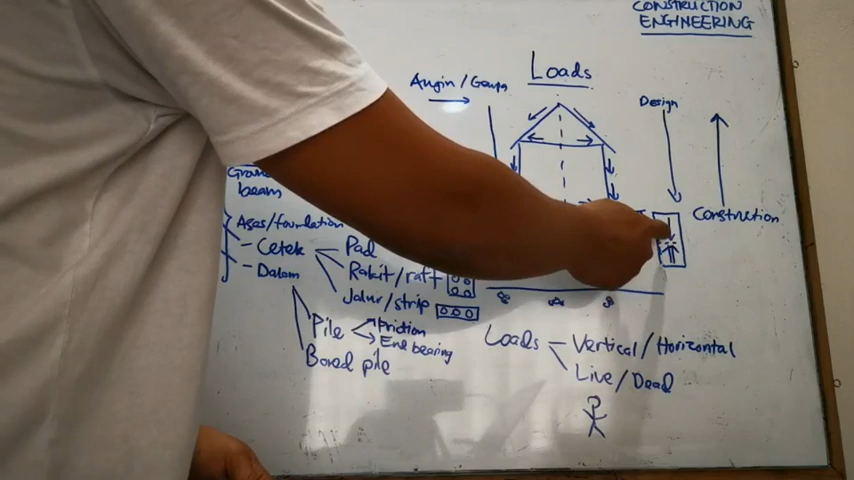 CONSTRUCTION
ENGINEERING
Loads
Angin/Gempa
Design
Construction
beam
Asas/foundation
- Cetek
- Dalam
Pad
Rakit/raft
Jalur/strip
Pile
Friction
End bearing
Bored pile
Loads
Vertical/Horizontal
Live/Dead